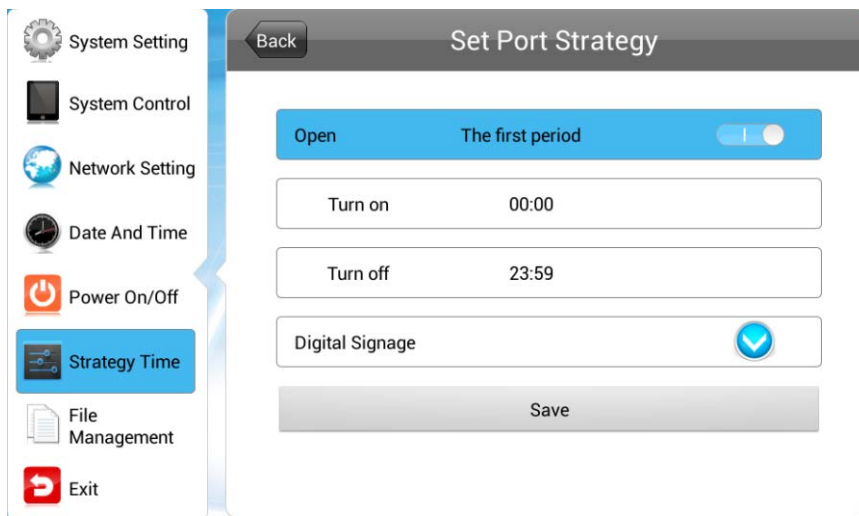 System Setting
System Control
Network Setting
Date And Time
Power On/Off
Strategy Time
File
Management
Exit
Back
Set Port Strategy
Open The first period
Turn on 00:00
Turn off 23:59
Digital Signage
Save